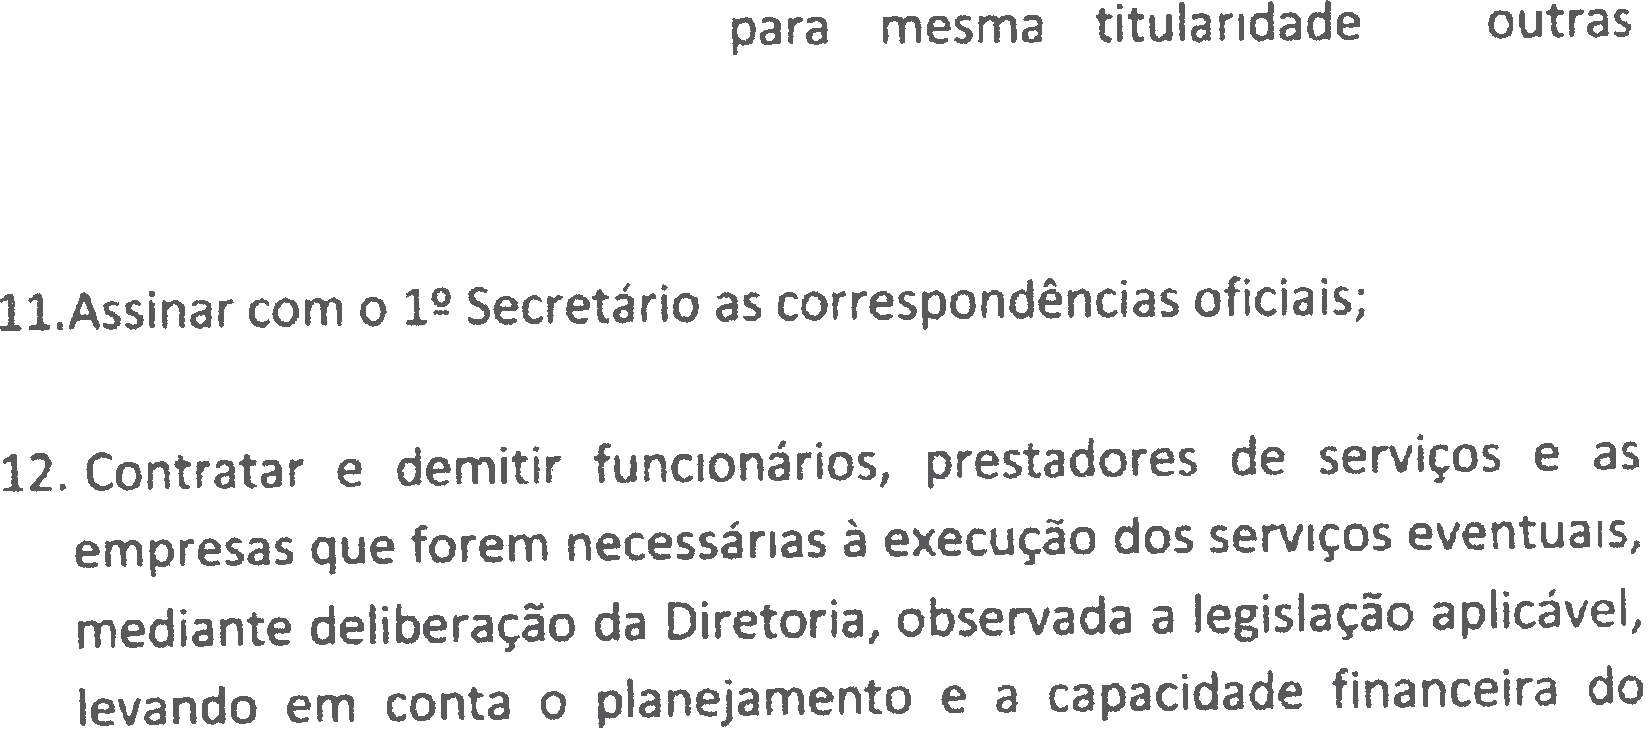 para mesma titularidade outras
11.Assinar com o 1º Secretário as correspondências oficiais;
12. Contratar e demitir funcionários, prestadores de serviços e as
empresas que forem necessárias à execução dos serviços eventuais,
mediante deliberação da Diretoria, observada a legislação aplicável,
levando em conta o planejamento e a capacidade financeira do